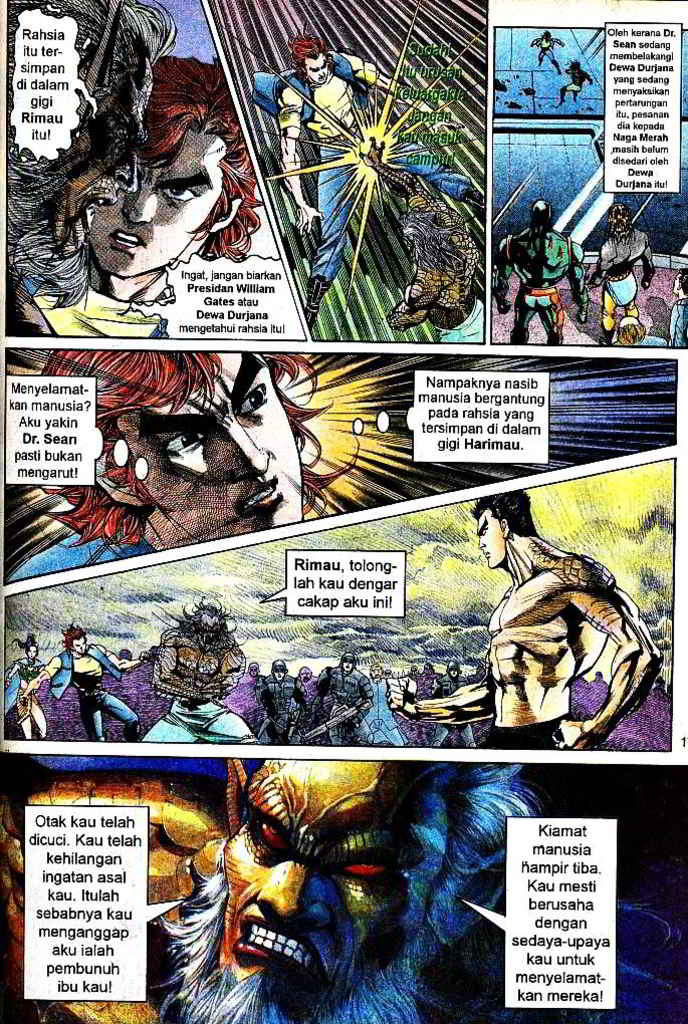 Rahsia
itu ter-
simpan
di dalam
gigi
Rimau
itu!
Ingat, jangan biarkan
Presidan William
Gates atau
Dewa Durjana
mengetahui rahsia itu!
Sudah!
Itu urusan
keluargaku
jangan
kau masuk
campur!
Oleh kerana Dr.
Sean sedang
membelakangi
Dewa Durjana
yang sedang
menyaksikan
pertarungan
itu, pesanan
dia kepada
Naga Merah
masih belum
disedari oleh
Dewa
Durjana itu!
Menyelamat-
kan manusia?
Aku yakin
Dr. Sean
pasti bukan
mengarut!
Nampaknya nasib
manusia bergantung
pada rahsia yang
tersimpan di dalam
gigi Harimau.
Rimau, tolong-
lah kau dengar
cakap aku ini!
Otak kau telah
dicuci. Kau telah
kehilangan
ingatan asal
kau. Itulah
sebabnya kau
menganggap
aku ialah
pembunuh
ibu kau!
Kiamat
manusia
hampir tiba.
Kau mesti
berusaha
dengan
sedaya-upaya
kau untuk
menyelamat-
kan mereka!